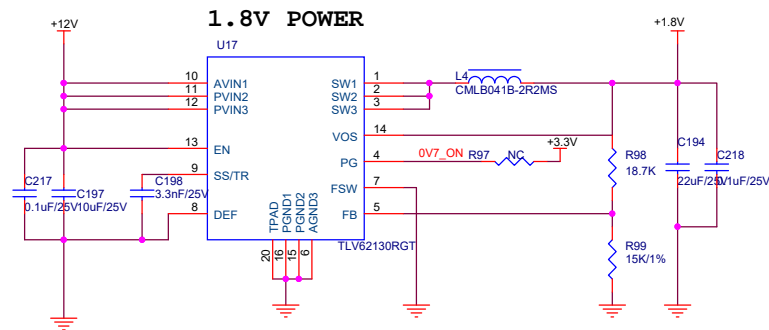 1.8V POWER
+12V
+1.8V
U17
10
AVIN1
SW1
1
L4
11
PVIN2
SW2
2
CMLB041B-2R2MS
12
PVIN3
SW3
3
VOS
14
13
EN
+3.3V
0V7_ON
R97
NC
PG
4
R98
18.7K
C194
22uF/25V
C218
0.1uF/25V
9
SS/TR
FSW
7
C217
0.1uF/25V
C197
10uF/25V
C198
3.3nF/25V
8
DEF
FB
5
TPAD
PGND1
PGND2
AGND3
20
16
15
6
TLV62130RGT
R99
15K/1%